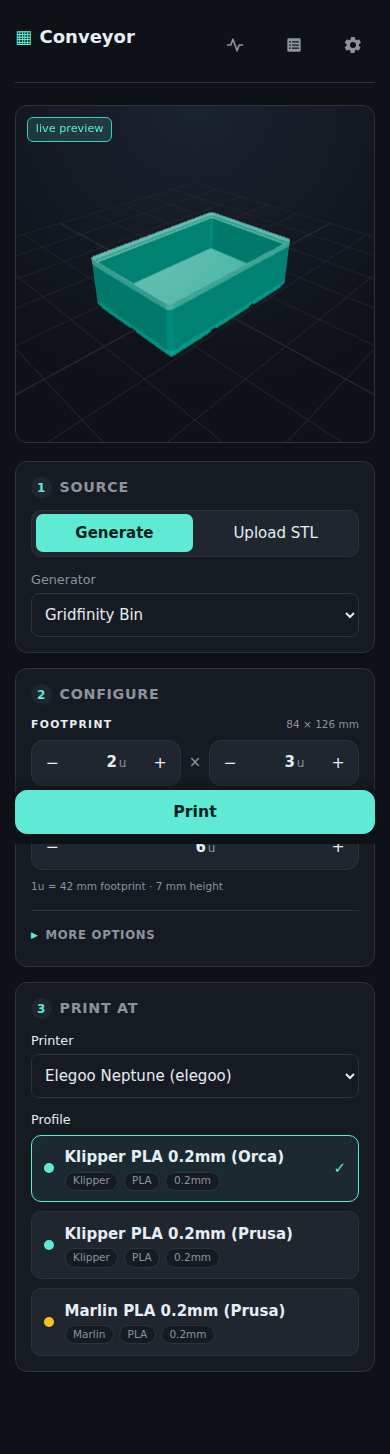 ▦ Conveyor
live preview
1 SOURCE
Generate Upload STL
Generator
Gridfinity Bin
2 CONFIGURE
FOOTPRINT 84 × 126 mm
− 2 u + × − 3 u +
Print
− 6 u +
1u = 42 mm footprint · 7 mm height
▸ MORE OPTIONS
3 PRINT AT
Printer
Elegoo Neptune (elegoo)
Profile
Klipper PLA 0.2mm (Orca) ✓
Klipper PLA 0.2mm
Klipper PLA 0.2mm (Prusa)
Klipper PLA 0.2mm
Marlin PLA 0.2mm (Prusa)
Marlin PLA 0.2mm